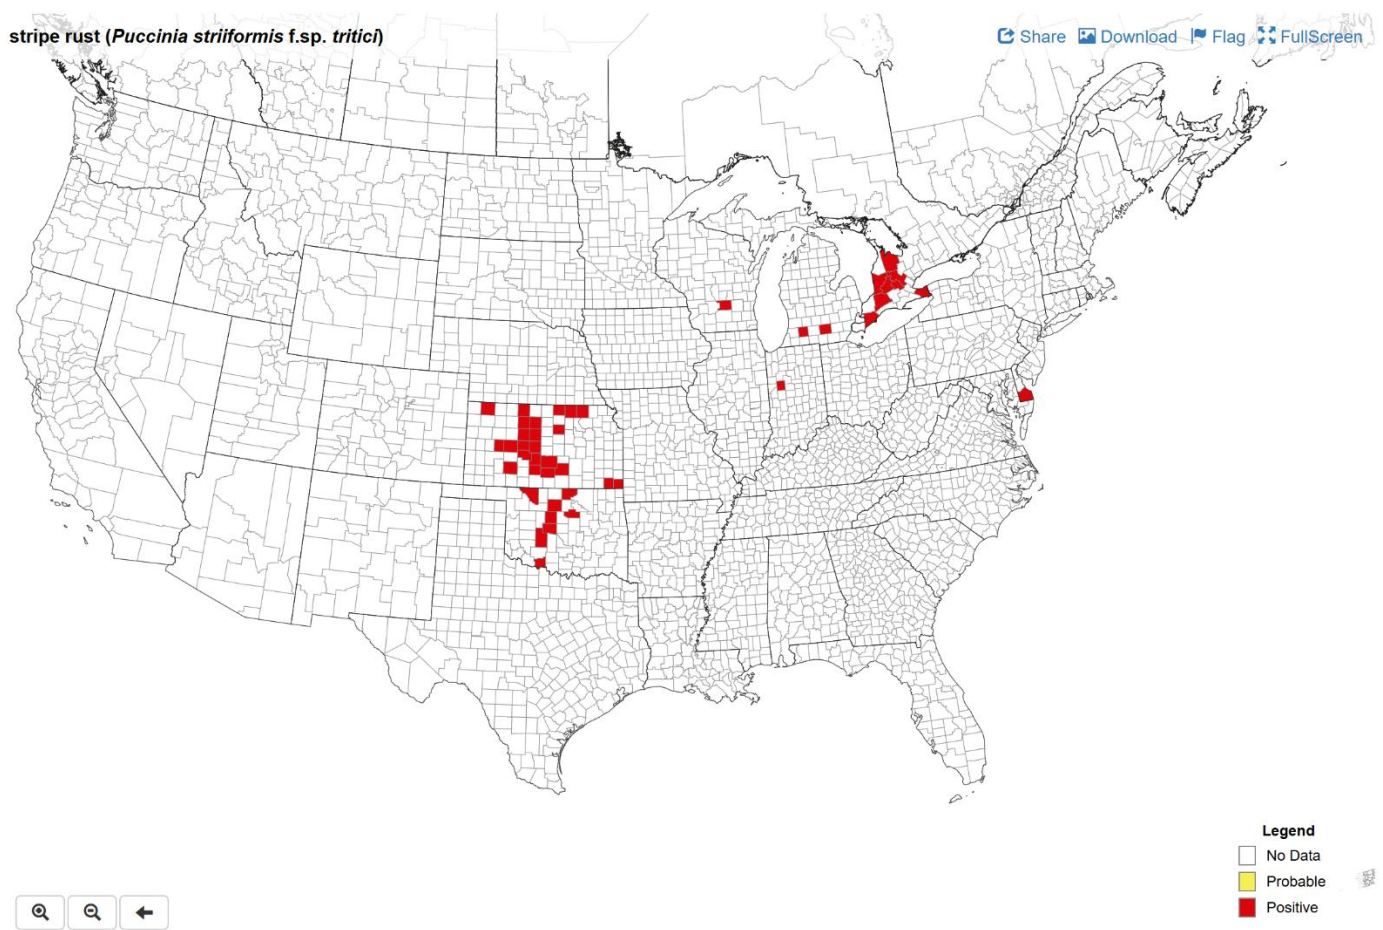 stripe rust (Puccinia striiformis f.sp. tritici)
Share Download Flag FullScreen
Legend
No Data
Probable
Positive